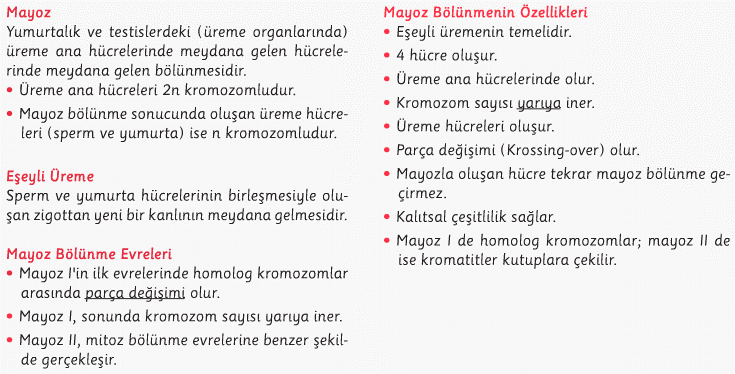 Mayoz
Yumurtalık ve testislerdeki (üreme organlarında)
üreme ana hücrelerinde meydana gelen hücrele-
rinde meydana gelen bölünmesidir.
• Üreme ana hücreleri 2n kromozomludur.
• Mayoz bölünme sonucunda oluşan üreme hücre-
leri (sperm ve yumurta) ise n kromozomludur.
Eşeyli Üreme
Sperm ve yumurta hücrelerinin birleşmesiyle olu-
şan zigottan yeni bir kanlının meydana gelmesidir.
Mayoz Bölünme Evreleri
• Mayoz I'in ilk evrelerinde homolog kromozomlar
arasında parça değişimi olur.
• Mayoz I, sonunda kromozom sayısı yarıya iner.
• Mayoz II, mitoz bölünme evrelerine benzer şekil-
de gerçekleşir.
Mayoz Bölünmenin Özellikleri
• Eşeyli üremenin temelidir.
• 4 hücre oluşur.
• Üreme ana hücrelerinde olur.
• Kromozom sayısı yarıya iner.
• Üreme hücreleri oluşur.
• Parça değişimi (Krossing-over) olur.
• Mayozla oluşan hücre tekrar mayoz bölünme ge-
çirmez.
• Kalıtsal çeşitlilik sağlar.
• Mayoz I de homolog kromozomlar; mayoz II de
ise kromatitler kutuplara çekilir.